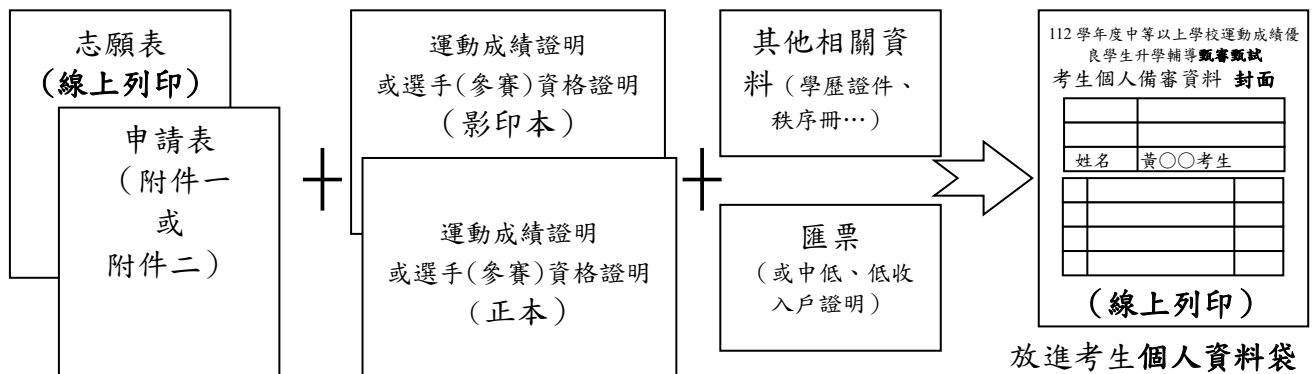 志願表
(線上列印)
申請表
(附件一
或
附件二)
運動成績證明
或選手(參賽)資格證明
(影印本)
運動成績證明
或選手(參賽)資格證明
(正本)
其他相關資
料(學歷證件、
秩序冊…)
匯票
(或中低、低收
入戶證明)
112 學年度中等以上學校運動成績優
良學生升學輔導甄審甄試
考生個人備審資料 封面
姓名 黃○○考生
(線上列印)
放進考生個人資料袋